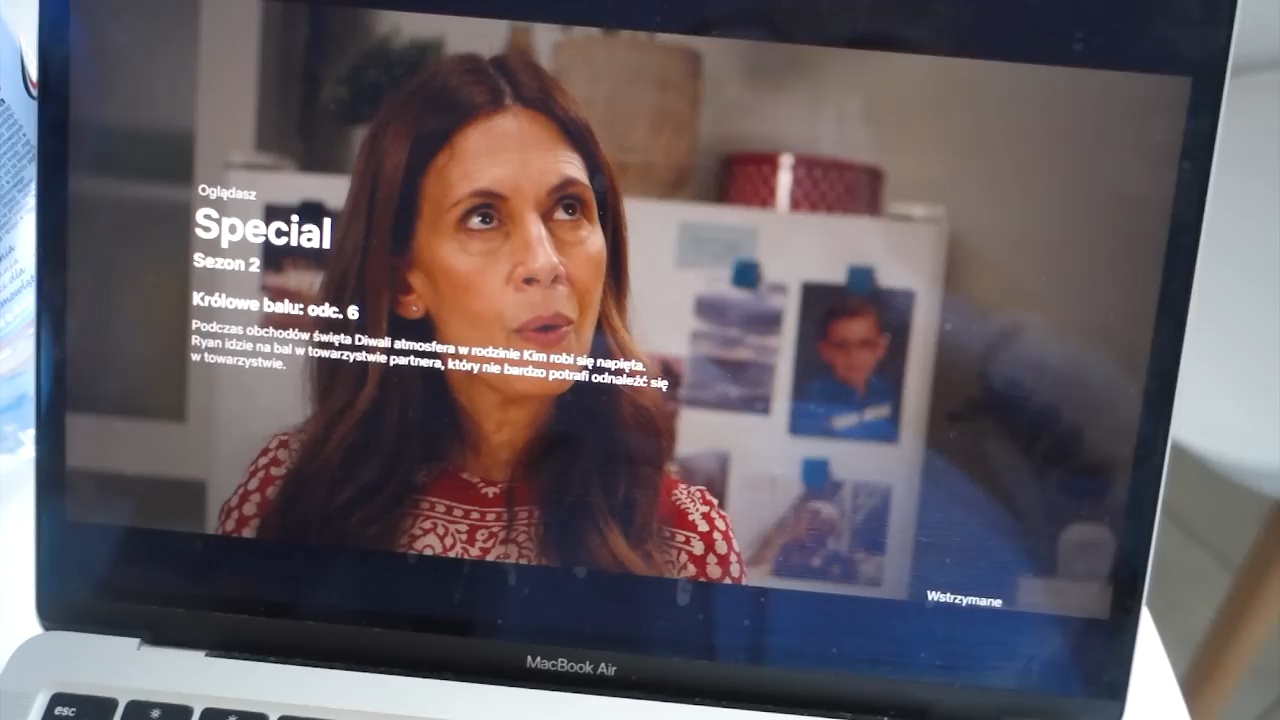 Oglądasz
Special
Sezon 2
Królowe balu: odc. 6
Podczas obchodów święta Diwali atmosfera w rodzinie Kim robi się napięta.
Ryan idzie na bal w towarzystwie partnera, który nie bardzo potrafi odnaleźć się
w towarzystwie.
Wstrzymane
MacBook Air
esc